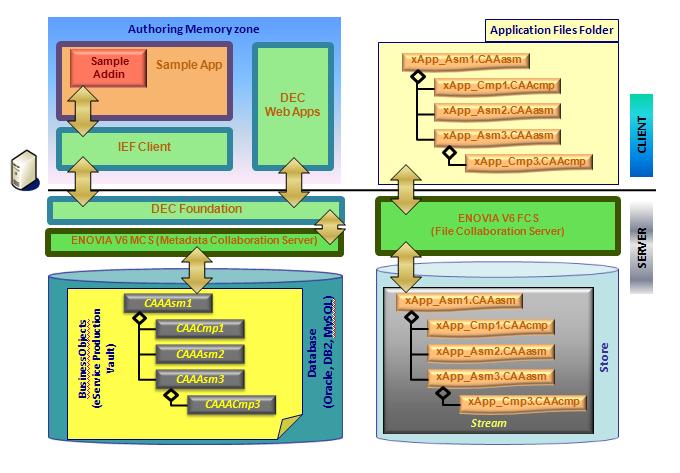 Authoring Memory zone
Sample
Addin
Sample App
DEC
Web Apps
IEF Client
Application Files Folder
xApp_Asm1.CAAasm
xApp_Cmp1.CAAcmp
xApp_Asm2.CAAasm
xApp_Asm3.CAAasm
xApp_Cmp3.CAAcmp
CLIENT
DEC Foundation
ENOVIA V6 MCS (Metadata Collaboration Server)
ENOVIA V6 FCS
(File Collaboration Server)
SERVER
BusinessObjects
(eService Production
Vault)
CAAAsm1
CAACmp1
CAAAsm2
CAAAsm3
CAAACmp3
Database
(Oracle, DB2, MySQL)
xApp_Asm1.CAAasm
xApp_Cmp1.CAAcmp
xApp_Asm2.CAAasm
xApp_Asm3.CAAasm
xApp_Cmp3.CAAcmp
Stream
Store